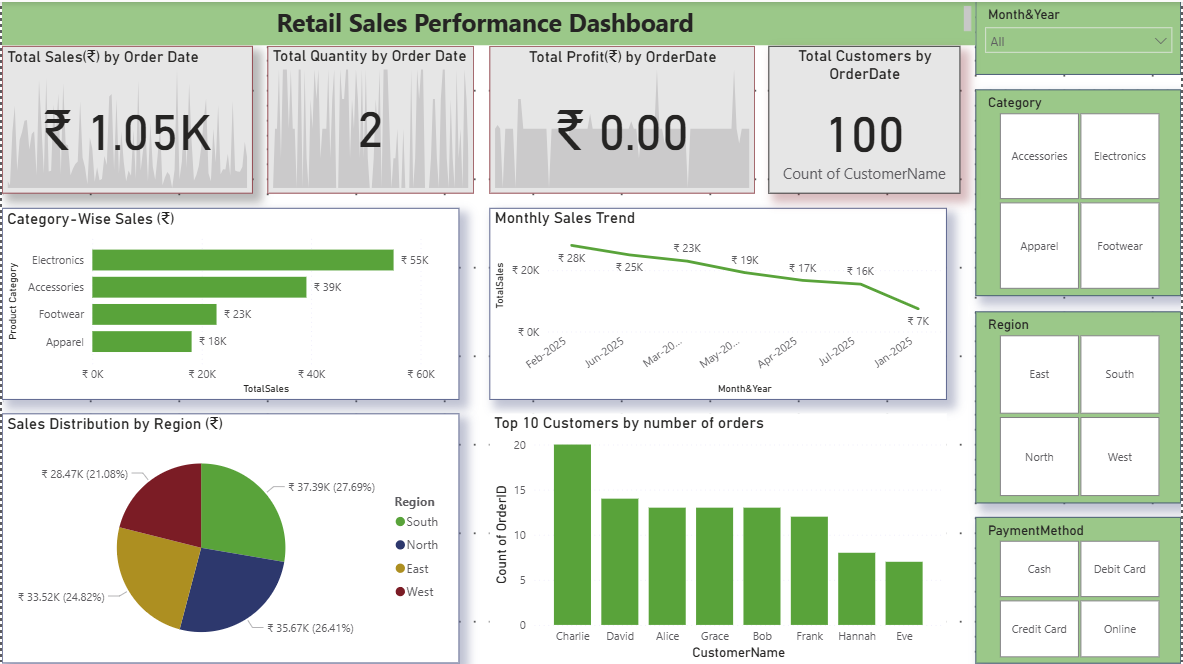 Retail Sales Performance Dashboard
Month&Year
All
Total Sales(₹) by Order Date
₹ 1.05K
Total Quantity by Order Date
2
Total Profit(₹) by OrderDate
₹ 0.00
Total Customers by
OrderDate
100
Count of CustomerName
Category
Accessories
Electronics
Apparel
Footwear
Category-Wise Sales (₹)
Product Category
Electronics
₹ 55K
Accessories
₹ 39K
Footwear
₹ 23K
Apparel
₹ 18K
₹ 0K
₹ 20K
₹ 40K
₹ 60K
TotalSales
Monthly Sales Trend
TotalSales
₹ 20K
₹ 0K
₹ 28K
₹ 25K
₹ 23K
₹ 19K
₹ 17K
₹ 16K
₹ 7K
Feb-2025
Jun-2025
Mar-20...
May-20...
Apr-2025
Jul-2025
Jan-2025
Month&Year
Region
East
South
North
West
Sales Distribution by Region (₹)
₹ 28.47K (21.08%)
₹ 37.39K (27.69%)
₹ 33.52K (24.82%)
₹ 35.67K (26.41%)
Region
South
North
East
West
Top 10 Customers by number of orders
Count of OrderID
20
15
10
5
0
Charlie
David
Alice
Grace
Bob
Frank
Hannah
Eve
CustomerName
PaymentMethod
Cash
Debit Card
Credit Card
Online